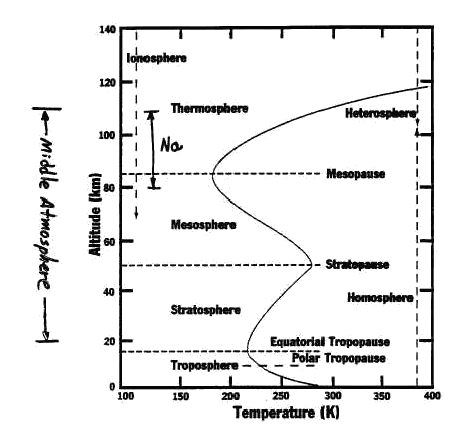 140
Ionosphere
120
Thermosphere
Heterosphere
100
Na
Mesopause
80
Middle Atmosphere
Altitude (km)
Mesosphere
60
Stratopause
40
Homosphere
Stratosphere
20
Equatorial Tropopause
Polar Tropopause
Troposphere
0
100 150 200 250 300 350 400
Temperature (K)